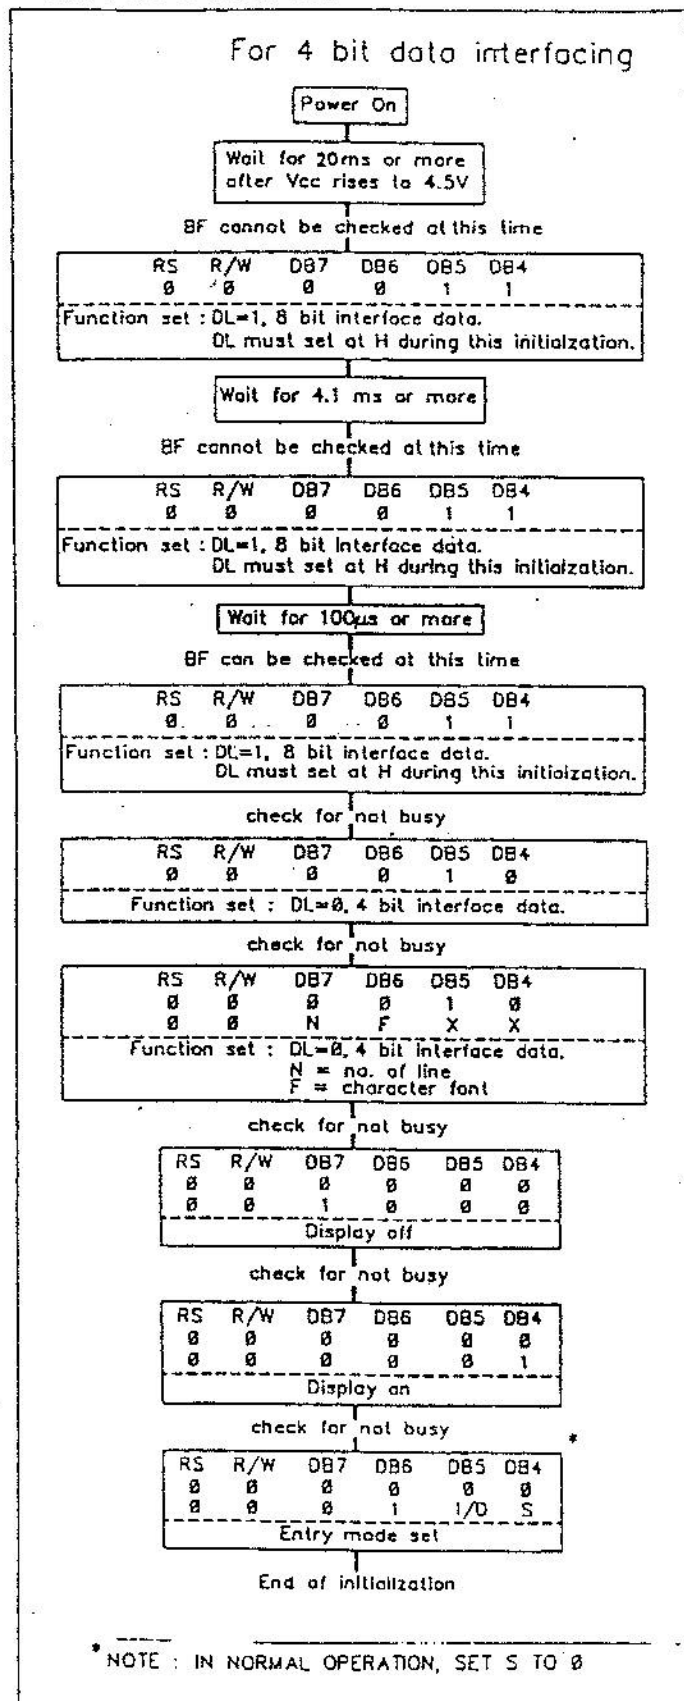 For 4 bit data interfacing
Power On
Wait for 20ms or more
after Vcc rises to 4.5V
BF cannot be checked at this time
RS R/W DB7 DB6 DB5 DB4
0 0 0 0 1 1
Function set : DL=1, 8 bit interface data.
DL must set at H during this initialzation.
Wait for 4.1 ms or more
BF cannot be checked at this time
RS R/W DB7 DB6 DB5 DB4
0 0 0 0 1 1
Function set : DL=1, 8 bit interface data.
DL must set at H during this initialzation.
Wait for 100µs or more
BF can be checked at this time
RS R/W DB7 DB6 DB5 DB4
0 0 0 0 1 1
Function set : DL=1, 8 bit interface data.
DL must set at H during this initialzation.
check for not busy
RS R/W DB7 DB6 DB5 DB4
0 0 0 0 1 0
Function set : DL=0, 4 bit interface data.
check for not busy
RS R/W DB7 DB6 DB5 DB4
0 0 0 0 1 0
0 0 N F X X
Function set : DL=0, 4 bit interface data.
N = no. of line
F = character font
check for not busy
RS R/W DB7 DB6 DB5 DB4
0 0 0 0 0 0
0 0 1 0 0 0
Display off
check for not busy
RS R/W DB7 DB6 DB5 DB4
0 0 0 0 0 0
0 0 0 0 0 1
Display on
check for not busy
*
RS R/W DB7 DB6 DB5 DB4
0 0 0 0 0 0
0 0 0 1 I/D S
Entry mode set
End of initialization
* NOTE : IN NORMAL OPERATION, SET S TO 0